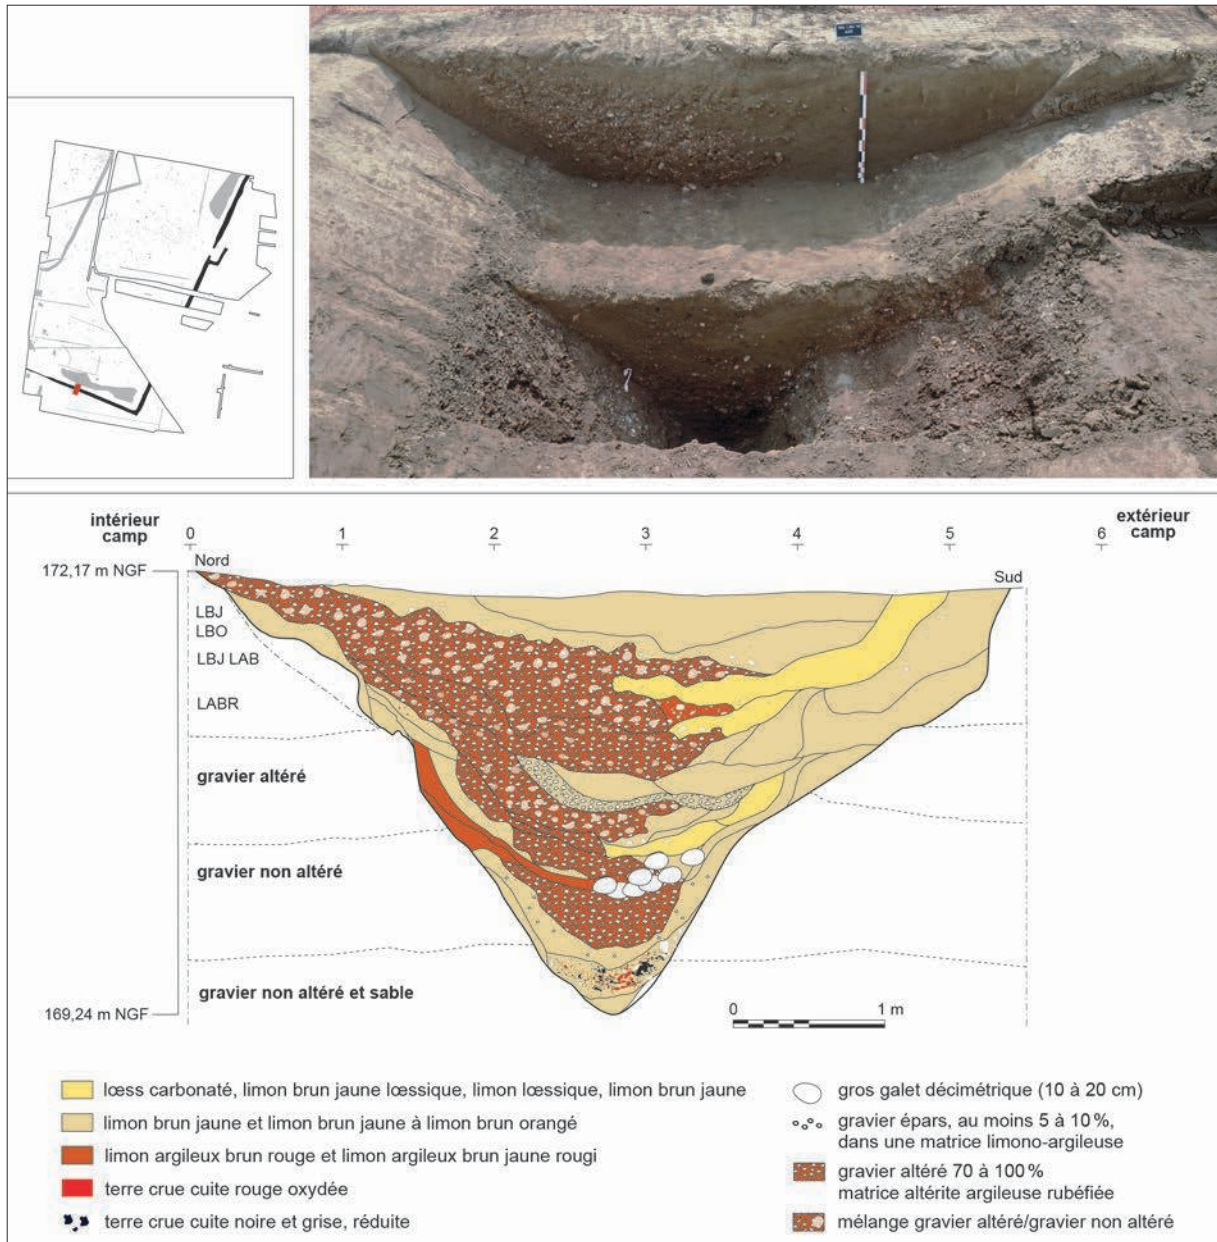 intérieur
camp
0 1 2 3 4 5 6
extérieur
camp
172,17 m NGF
Nord
Sud
LBJ
LBO
LBJ LAB
LABR
gravier altéré
gravier non altéré
gravier non altéré et sable
169,24 m NGF
0 1 m
lœss carbonaté, limon brun jaune lœssique, limon lœssique, limon brun jaune
limon brun jaune et limon brun jaune à limon brun orangé
limon argileux brun rouge et limon argileux brun jaune rougi
terre crue cuite rouge oxydée
terre crue cuite noire et grise, réduite
gros galet décimétrique (10 à 20 cm)
gravier épars, au moins 5 à 10 %,
dans une matrice limono-argileuse
gravier altéré 70 à 100 %
matrice altérite argileuse rubéfiée
mélange gravier altéré/gravier non altéré